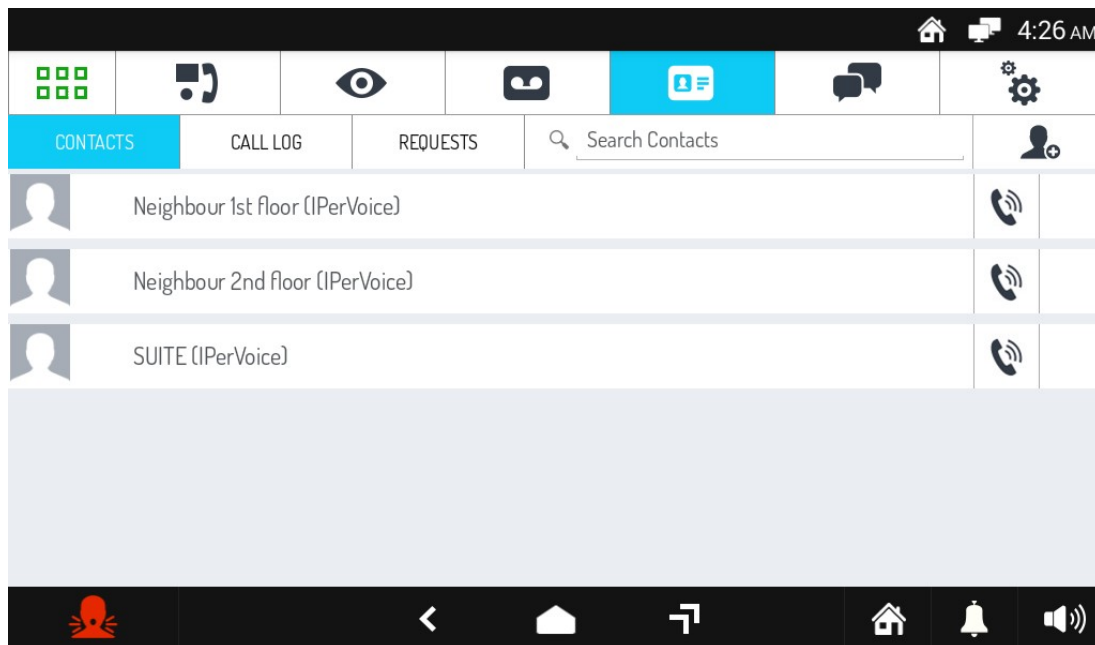 4:26 AM
CONTACTS CALL LOG REQUESTS Search Contacts
Neighbour 1st floor (IPerVoice)
Neighbour 2nd floor (IPerVoice)
SUITE (IPerVoice)